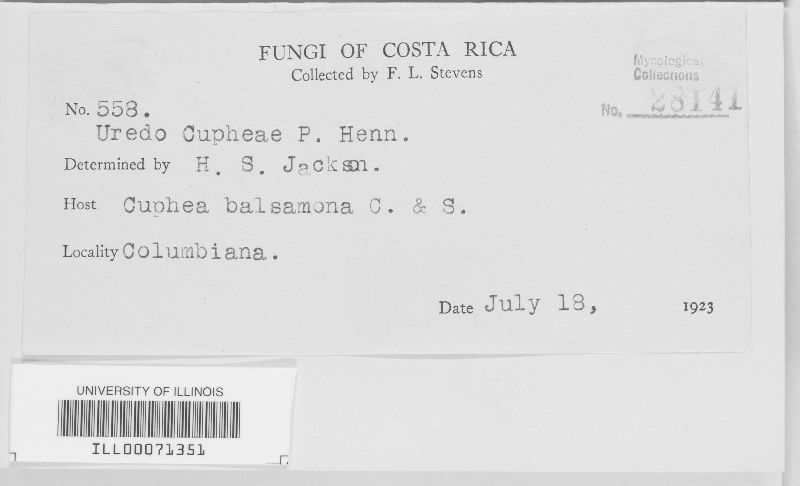 FUNGI OF COSTA RICA
Collected by F. L. Stevens
Mycological
Collections
No. 28141
No. 558.
Uredo Cupheae P. Henn.
Determined by H. S. Jackson.
Host Cuphea balsamona C. & S.
Locality Columbiana.
Date July 18, 1923
UNIVERSITY OF ILLINOIS
ILL00071351